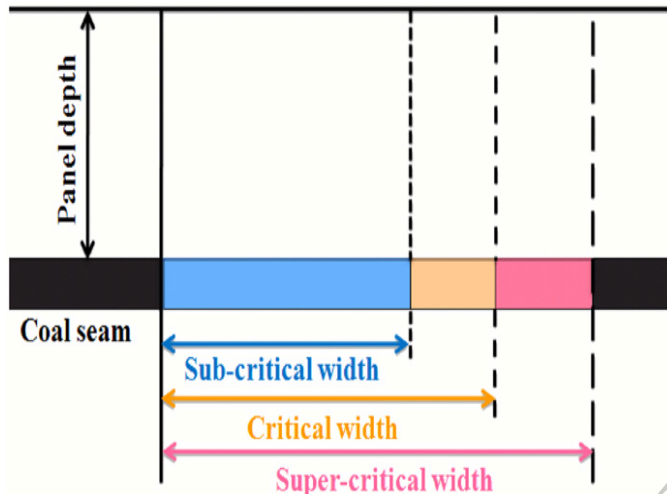 Panel depth
Coal seam
Sub-critical width
Critical width
Super-critical width